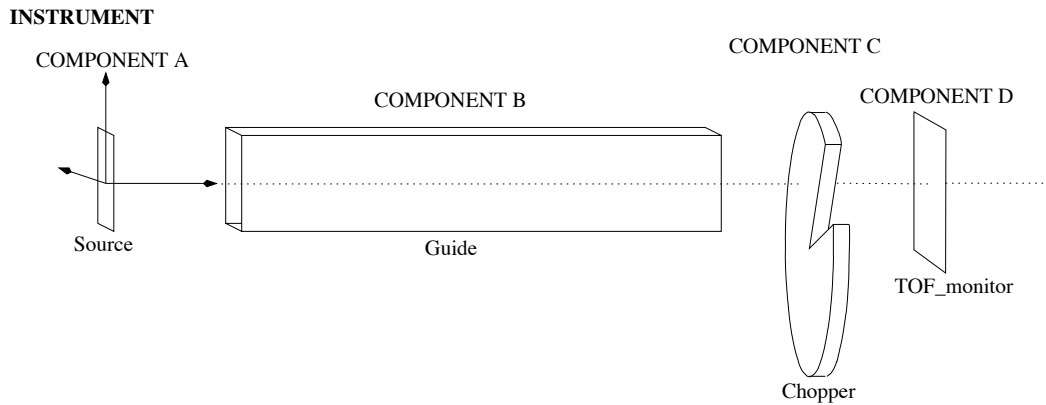 INSTRUMENT
COMPONENT A
Source
COMPONENT B
Guide
COMPONENT C
Chopper
COMPONENT D
TOF_monitor